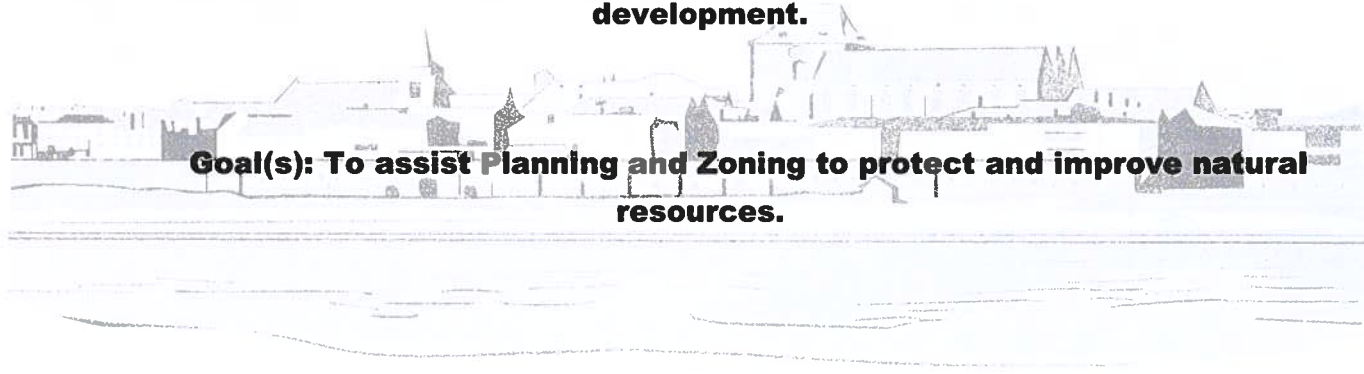 development.
Goal(s): To assist Planning and Zoning to protect and improve natural
resources.